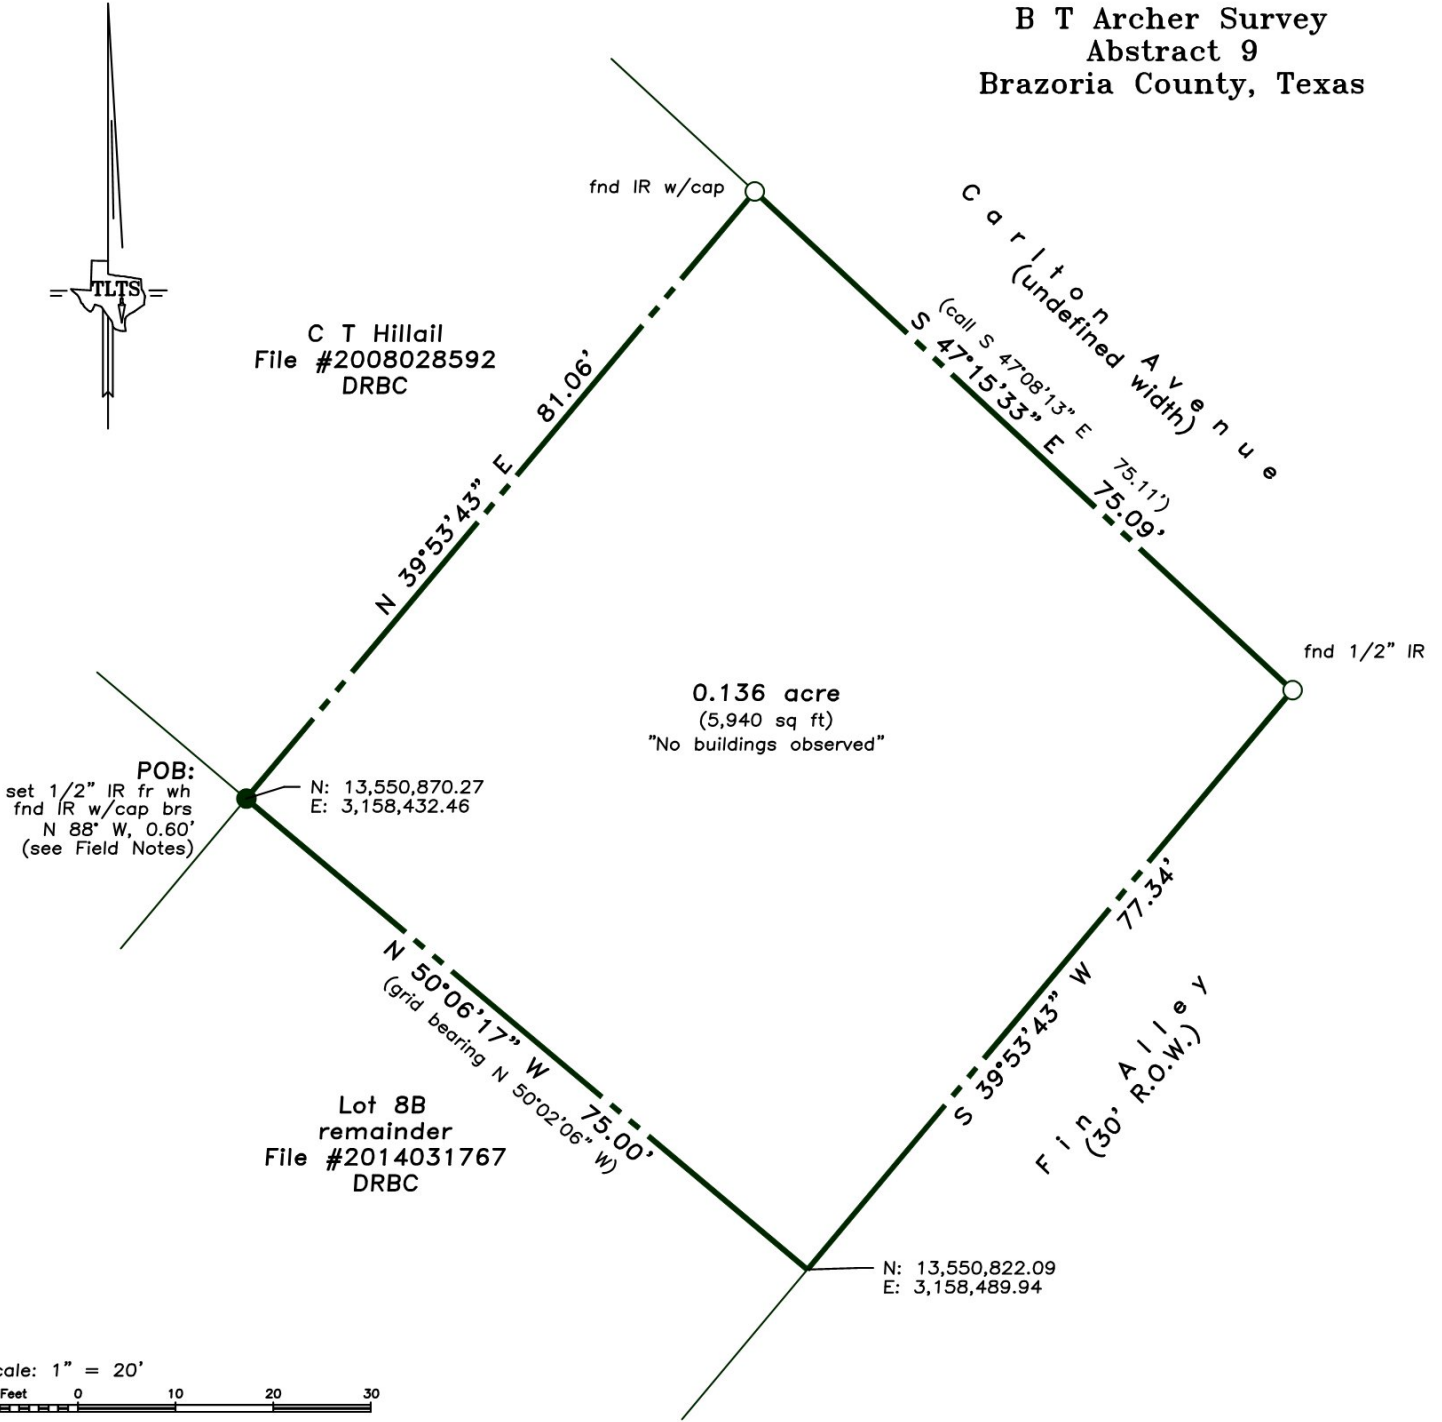 B T Archer Survey
Abstract 9
Brazoria County, Texas
TLTS
fnd IR w/cap
Carlton Avenue
(undefined width)
(call S 47°08'13" E 75.11')
S 47°15'33" E 75.09'
C T Hillail
File #2008028592
DRBC
N 39°53'43" E 81.06'
fnd 1/2" IR
0.136 acre
(5,940 sq ft)
"No buildings observed"
POB:
set 1/2" IR fr wh
fnd IR w/cap brs
N 88° W, 0.60'
(see Field Notes)
N: 13,550,870.27
E: 3,158,432.46
S 39°53'43" W 77.34'
Fin Alley
(30' R.O.W.)
N 50°06'17" W 75.00'
(grid bearing N 50°02'06" W)
Lot 8B
remainder
File #2014031767
DRBC
N: 13,550,822.09
E: 3,158,489.94
cale: 1" = 20'
Feet 0 10 20 30